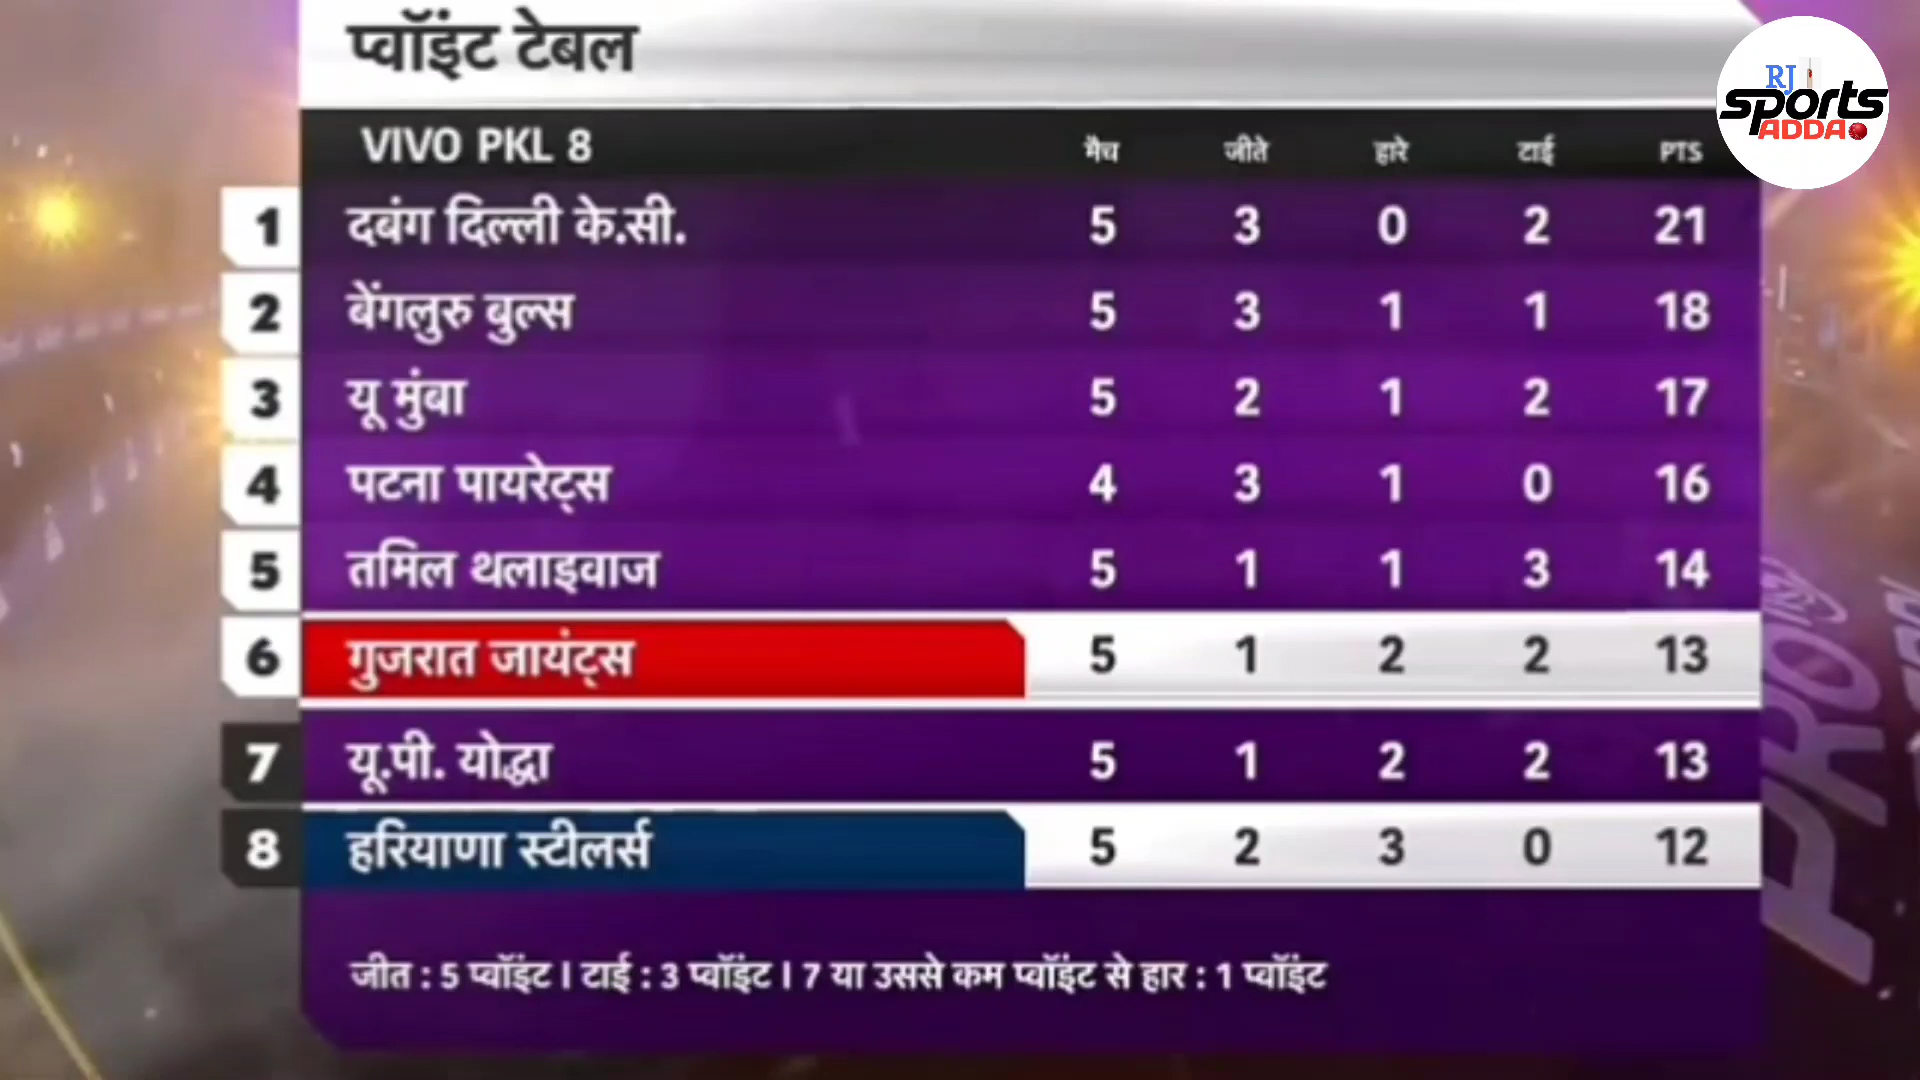 प्वॉइंट टेबल
RJ
sports
ADDA
VIVO PKL 8 मैच जीते हारे टाई PTS
1 दबंग दिल्ली के.सी. 5 3 0 2 21
2 बेंगलुरु बुल्स 5 3 1 1 18
3 यू मुंबा 5 2 1 2 17
4 पटना पायरेट्स 4 3 1 0 16
5 तमिल थलाइवाज 5 1 1 3 14
6 गुजरात जायंट्स 5 1 2 2 13
7 यू.पी. योद्धा 5 1 2 2 13
8 हरियाणा स्टीलर्स 5 2 3 0 12
जीत : 5 प्वॉइंट । टाई : 3 प्वॉइंट । 7 या उससे कम प्वॉइंट से हार : 1 प्वॉइंट
PRO